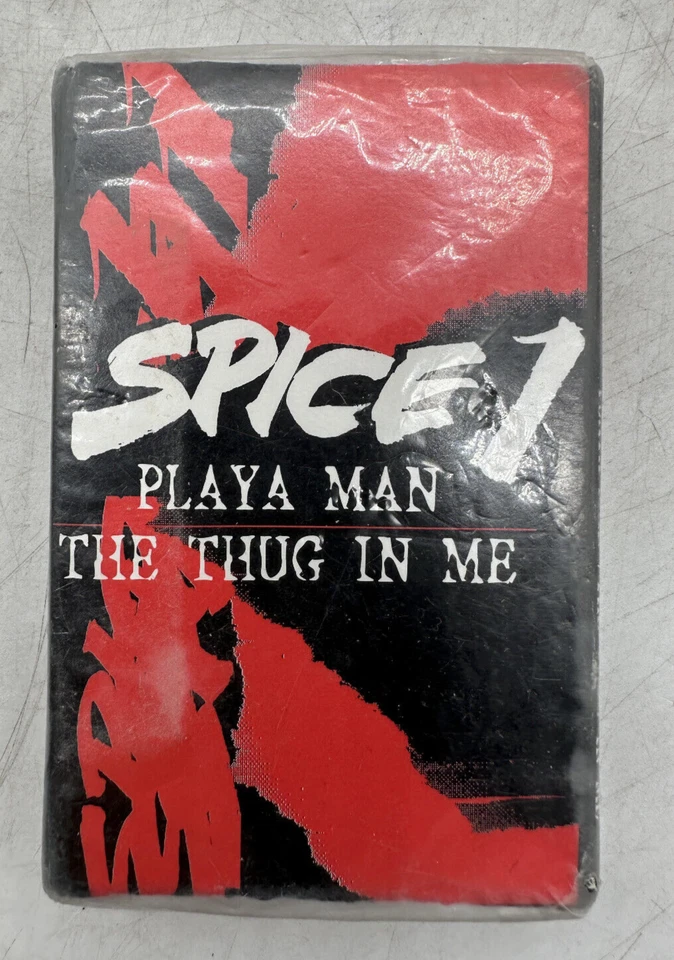 SPICE 1
PLAYA MAN
THE THUG IN ME